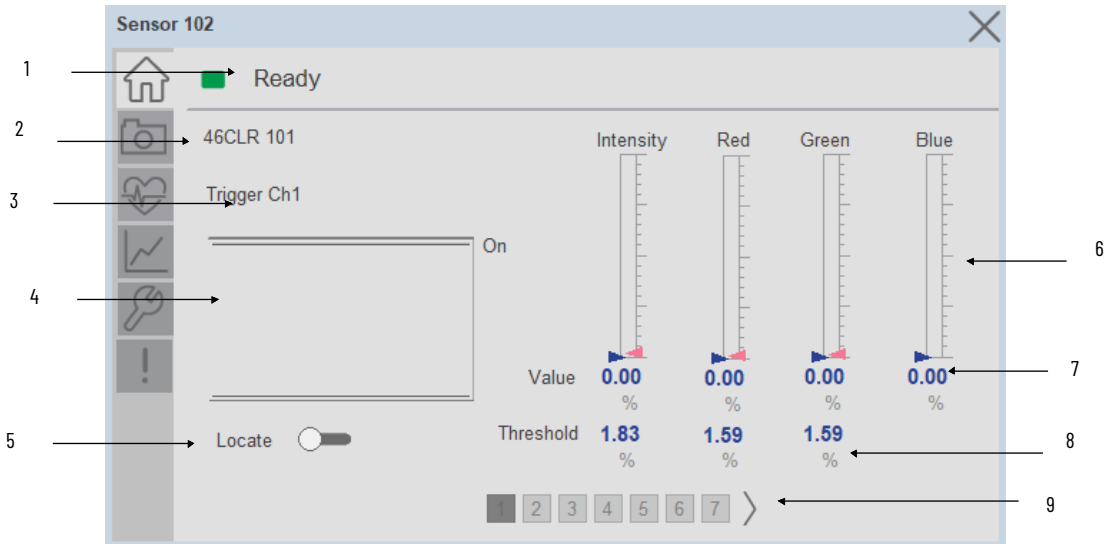 Sensor 102
1
Ready
2
46CLR 101
Intensity Red Green Blue
3
Trigger Ch1
On
6
4
Value 0.00 0.00 0.00 0.00
7
% % % %
5
Locate
Threshold 1.83 1.59 1.59
8
% % %
1 2 3 4 5 6 7
9